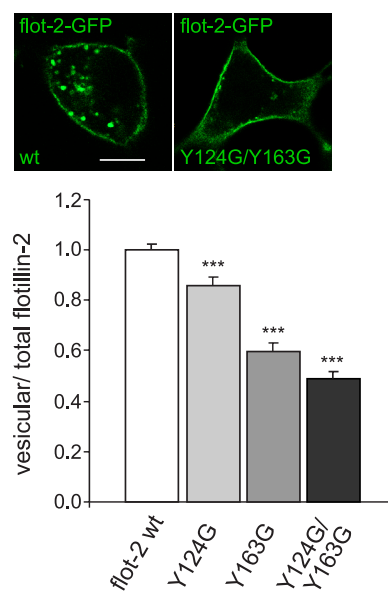 flot-2-GFP
flot-2-GFP
wt
Y124G/Y163G
vesicular/ total flotillin-2
1.2
1.0
0.8
0.6
0.4
0.2
0.0
***
***
***
flot-2 wt
Y124G
Y163G
Y124G/
Y163G